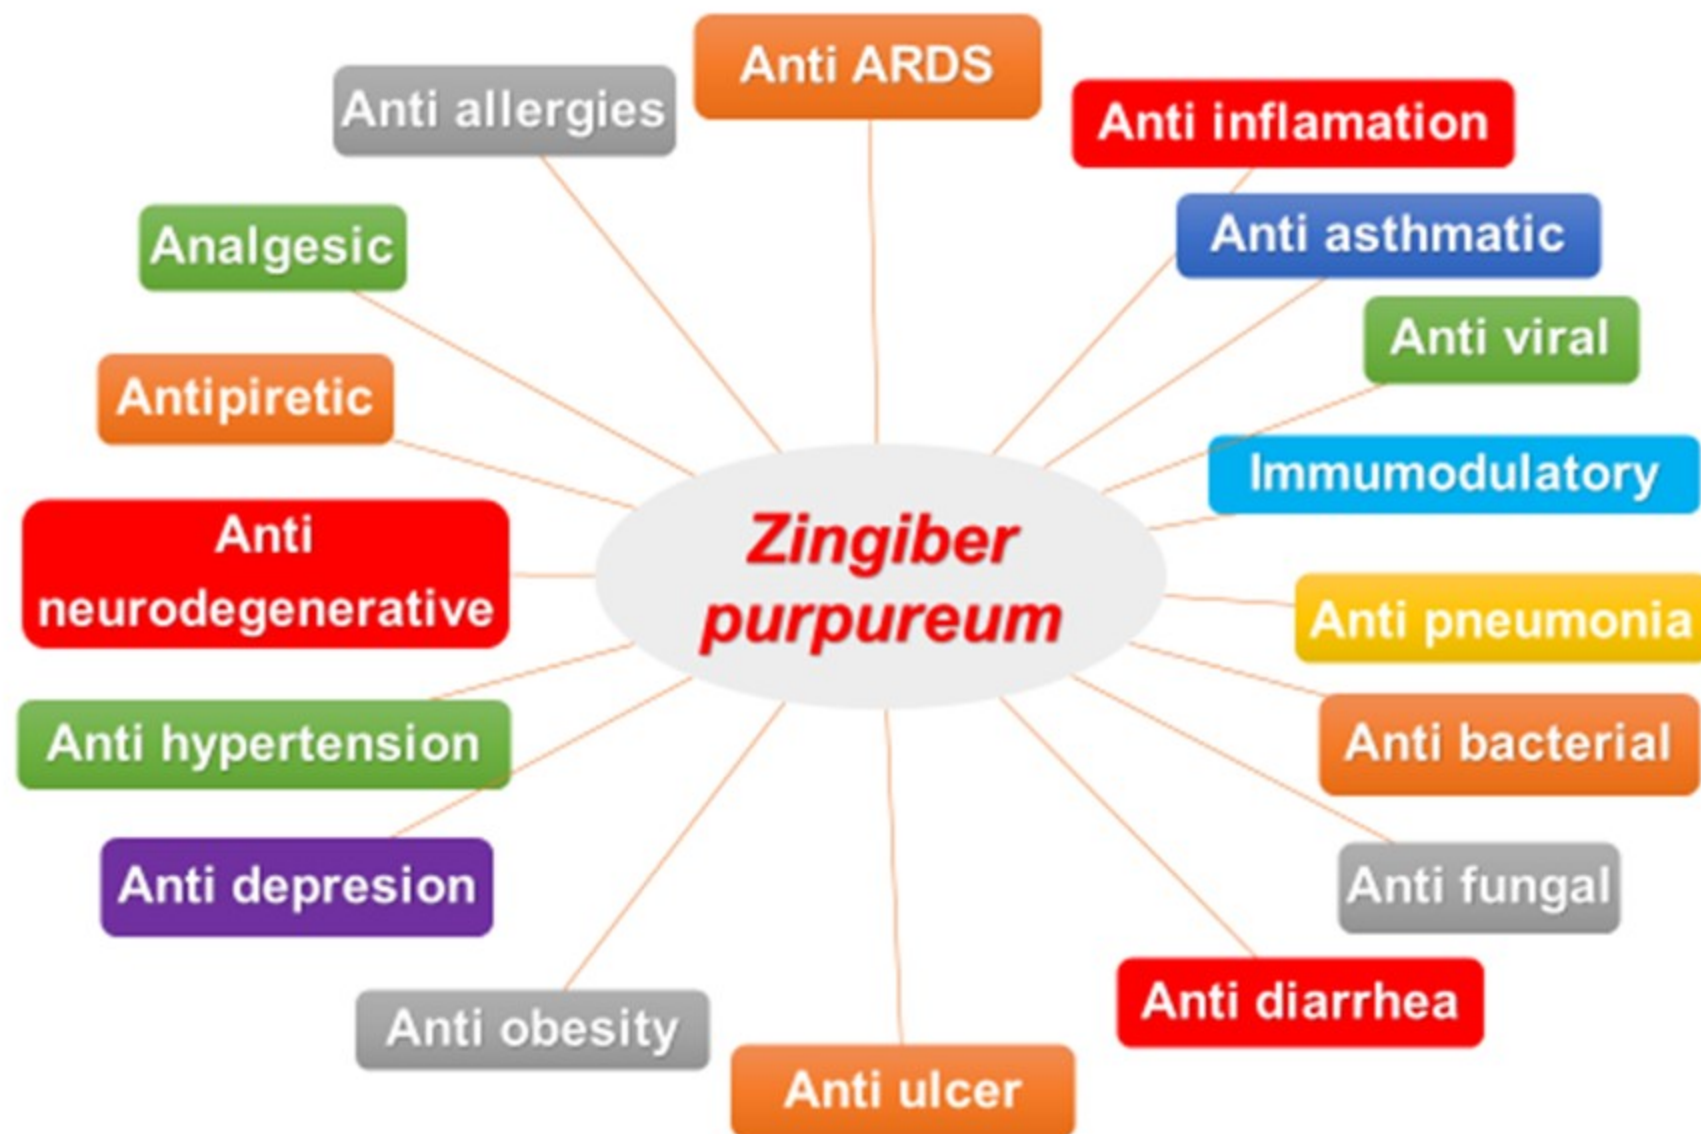 Anti ARDS
Anti allergies
Anti inflamation
Analgesic
Anti asthmatic
Anti viral
Antipiretic
Immumodulatory
Anti
neurodegenerative
Zingiber
purpureum
Anti pneumonia
Anti hypertension
Anti bacterial
Anti depresion
Anti fungal
Anti obesity
Anti diarrhea
Anti ulcer